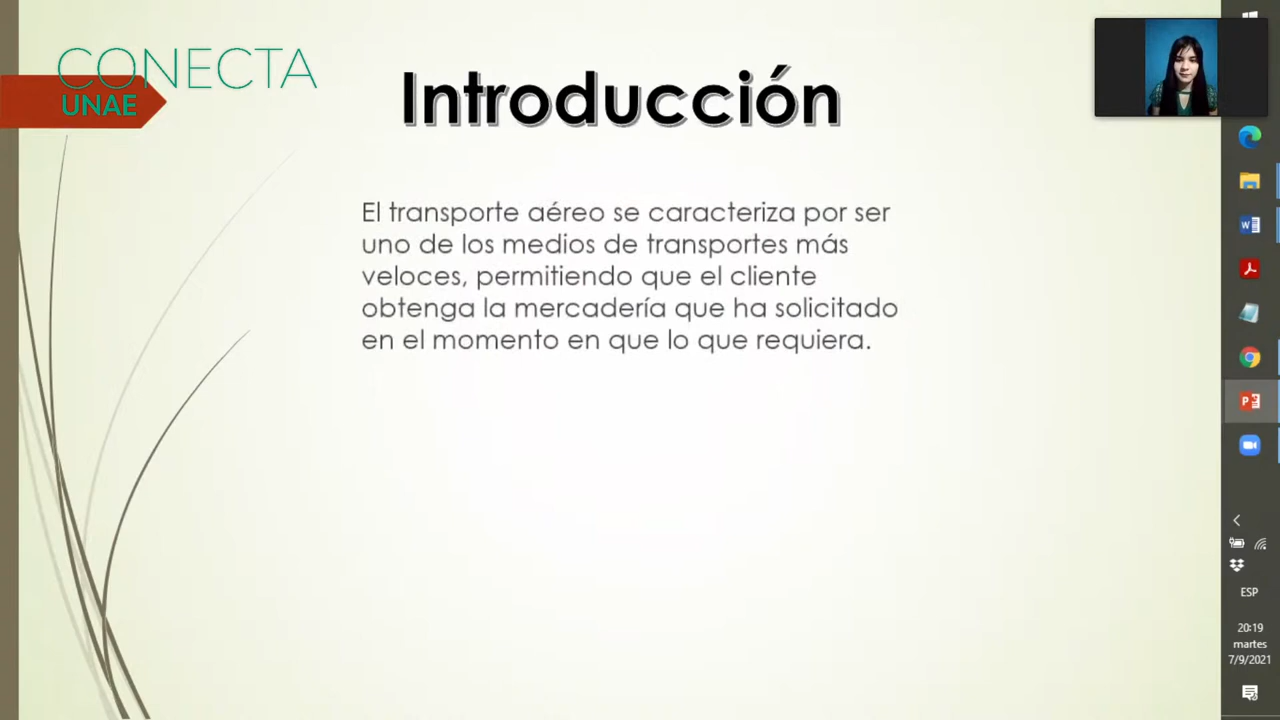 CONECTA
UNAE
Introducción
El transporte aéreo se caracteriza por ser
uno de los medios de transportes más
veloces, permitiendo que el cliente
obtenga la mercadería que ha solicitado
en el momento en que lo que requiera.
ESP
20:19
martes
7/9/2021